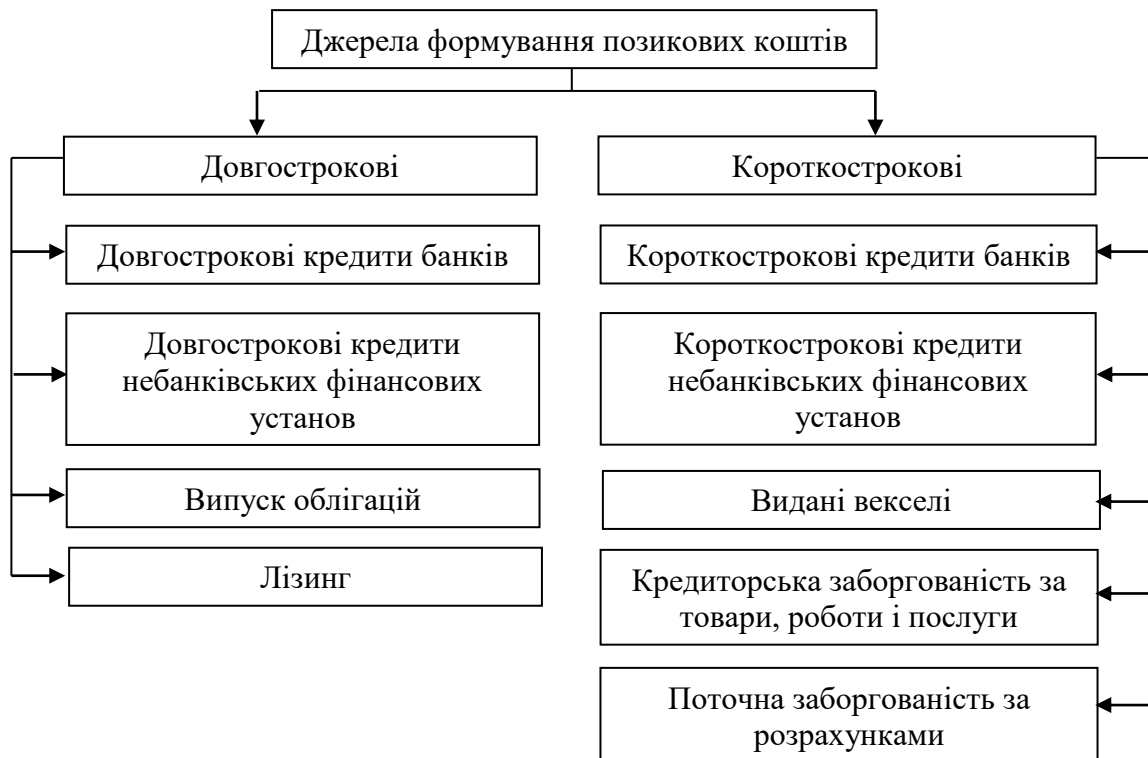 Джерела формування позикових коштів
Довгострокові
Довгострокові кредити банків
Довгострокові кредити
небанківських фінансових
установ
Випуск облігацій
Лізинг
Короткострокові
Короткострокові кредити банків
Короткострокові кредити
небанківських фінансових
установ
Видані векселі
Кредиторська заборгованість за
товари, роботи і послуги
Поточна заборгованість за
розрахунками